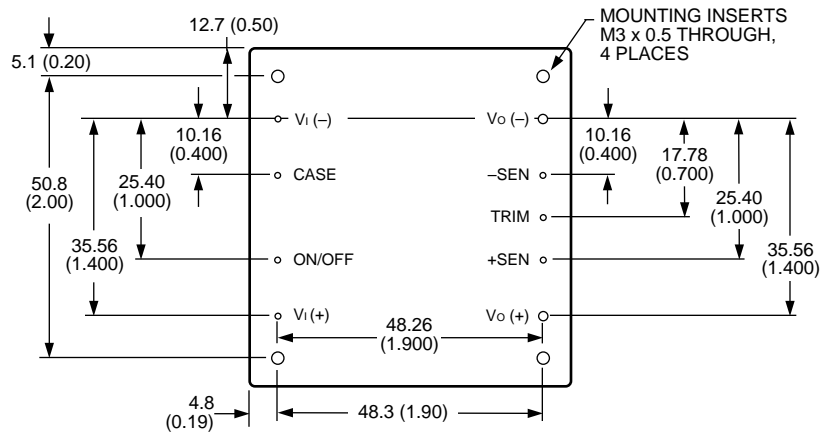 12.7 (0.50)
MOUNTING INSERTS
M3 x 0.5 THROUGH,
4 PLACES
5.1 (0.20)
VI (–)
VO (–)
10.16
(0.400)
10.16
(0.400)
17.78
(0.700)
CASE
–SEN
50.8
(2.00)
25.40
(1.000)
25.40
(1.000)
TRIM
35.56
(1.400)
35.56
(1.400)
ON/OFF
+SEN
VI (+)
VO (+)
48.26
(1.900)
4.8
(0.19)
48.3 (1.90)